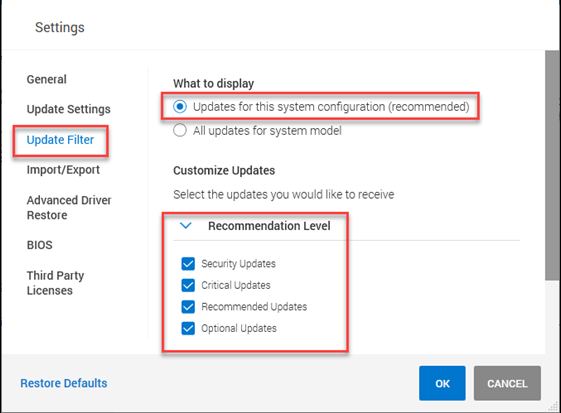 Settings
General
Update Settings
Update Filter
Import/Export
Advanced Driver
Restore
BIOS
Third Party
Licenses
What to display
Updates for this system configuration (recommended)
All updates for system model
Customize Updates
Select the updates you would like to receive
Recommendation Level
Security Updates
Critical Updates
Recommended Updates
Optional Updates
Restore Defaults
OK
CANCEL